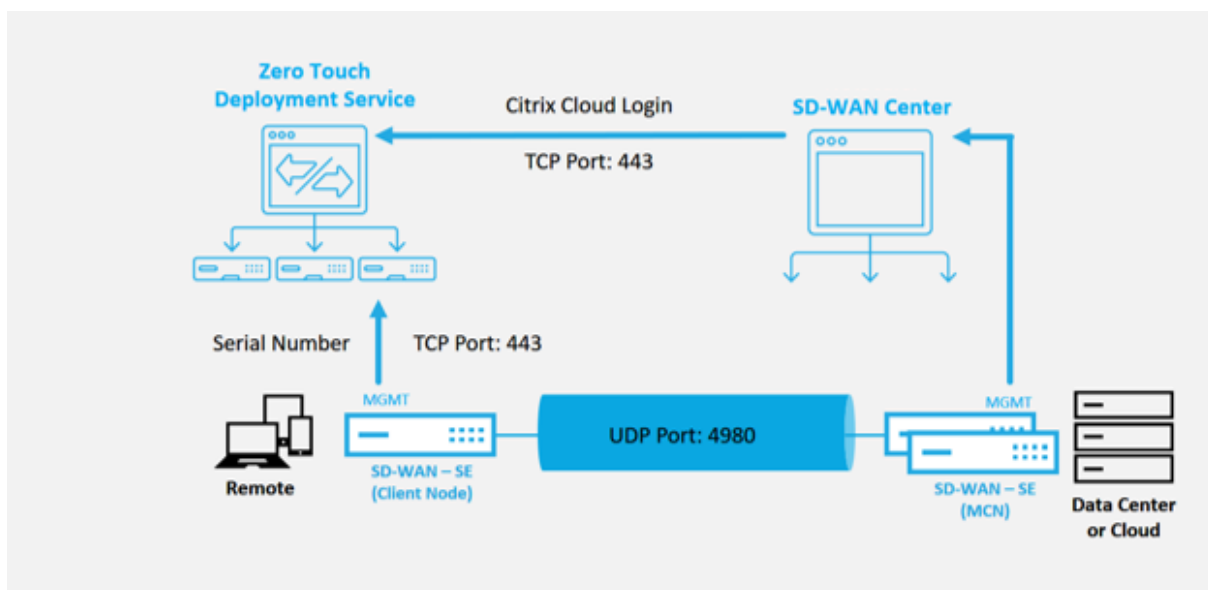 Zero Touch
Deployment Service
Citrix Cloud Login
TCP Port: 443
SD-WAN Center
Serial Number
TCP Port: 443
MGMT
MGMT
UDP Port: 4980
Remote
SD-WAN – SE
(Client Node)
SD-WAN – SE
(MCN)
Data Center
or Cloud